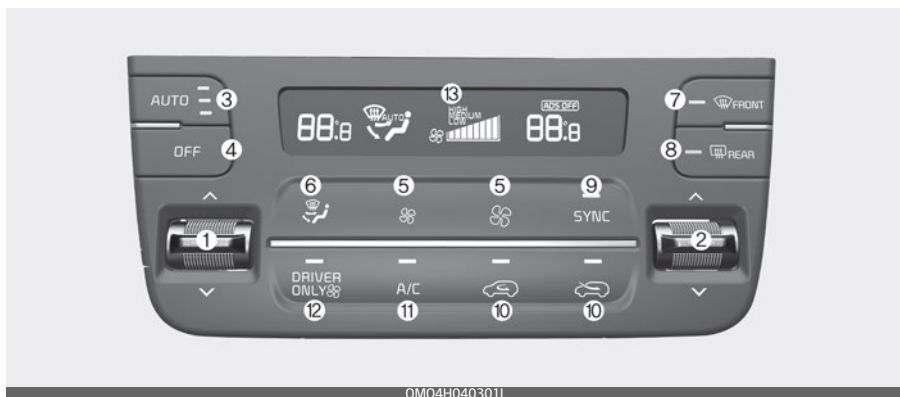 ⑬
ADS OFF
AUTO ③
HIGH
MEDIUM
LOW
88.8 AUTO 88.8
⑦ FRONT
OFF ④
⑧ REAR
⑥ ⑤ ⑤ ⑨
SYNC
① ②
DRIVER
ONLY A/C
⑫ ⑪ ⑩ ⑩
OMO4H040301L